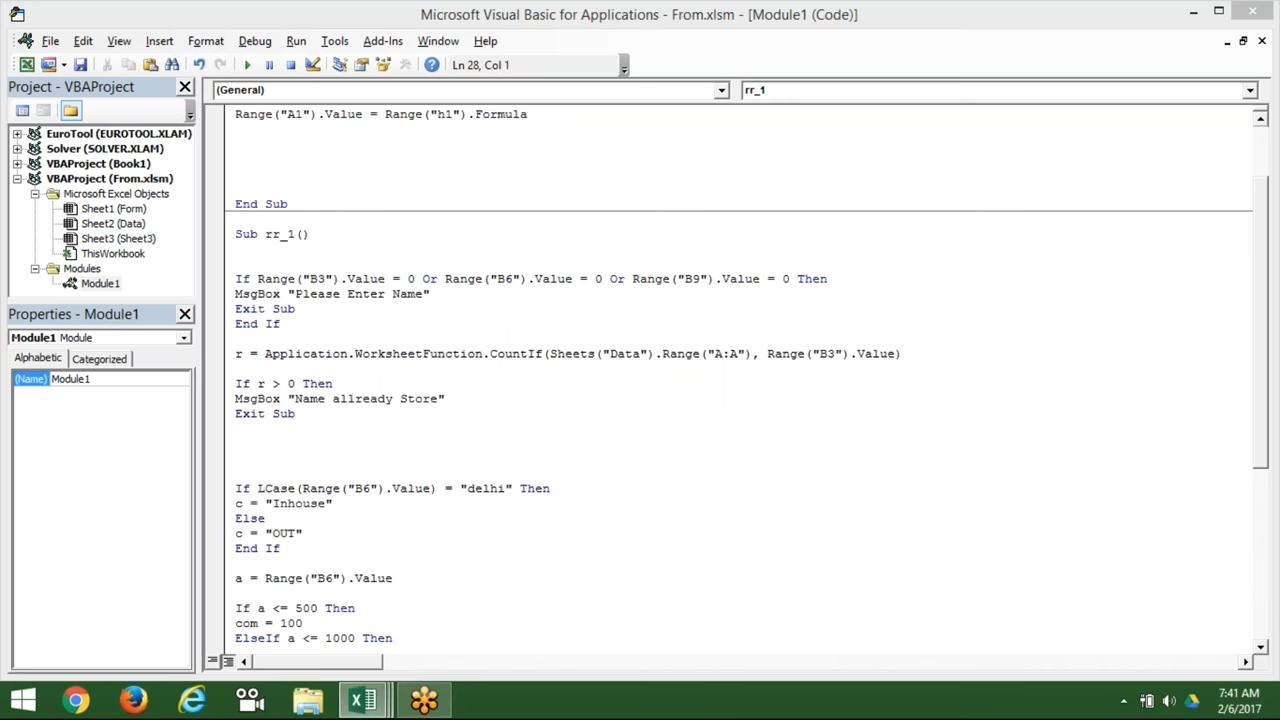 Microsoft Visual Basic for Applications - From.xlsm - [Module1 (Code)]
File Edit View Insert Format Debug Run Tools Add-Ins Window Help
Ln 28, Col 1
Project - VBAProject
(General)
rr_1
EuroTool (EUROTOOL.XLAM)
Solver (SOLVER.XLAM)
VBAProject (Book1)
VBAProject (From.xlsm)
Microsoft Excel Objects
Sheet1 (Form)
Sheet2 (Data)
Sheet3 (Sheet3)
ThisWorkbook
Modules
Module1
Properties - Module1
Module1 Module
Alphabetic Categorized
(Name) Module1
Range("A1").Value = Range("h1").Formula
End Sub
Sub rr_1()
If Range("B3").Value = 0 Or Range("B6").Value = 0 Or Range("B9").Value = 0 Then
MsgBox "Please Enter Name"
Exit Sub
End If
r = Application.WorksheetFunction.CountIf(Sheets("Data").Range("A:A"), Range("B3").Value)
If r > 0 Then
MsgBox "Name allready Store"
Exit Sub
If LCase(Range("B6").Value) = "delhi" Then
c = "Inhouse"
Else
c = "OUT"
End If
a = Range("B6").Value
If a <= 500 Then
com = 100
ElseIf a <= 1000 Then
7:41 AM
2/6/2017